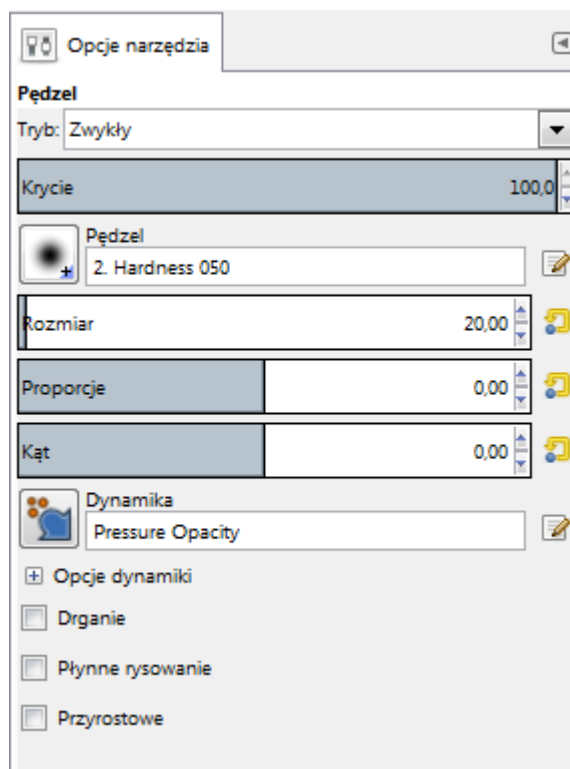 Opcje narzędzia
Pędzel
Tryb: Zwykły
Krycie 100,0
Pędzel
2. Hardness 050
Rozmiar 20,00
Proporcje 0,00
Kąt 0,00
Dynamika
Pressure Opacity
Opcje dynamiki
Drganie
Płynne rysowanie
Przyrostowe